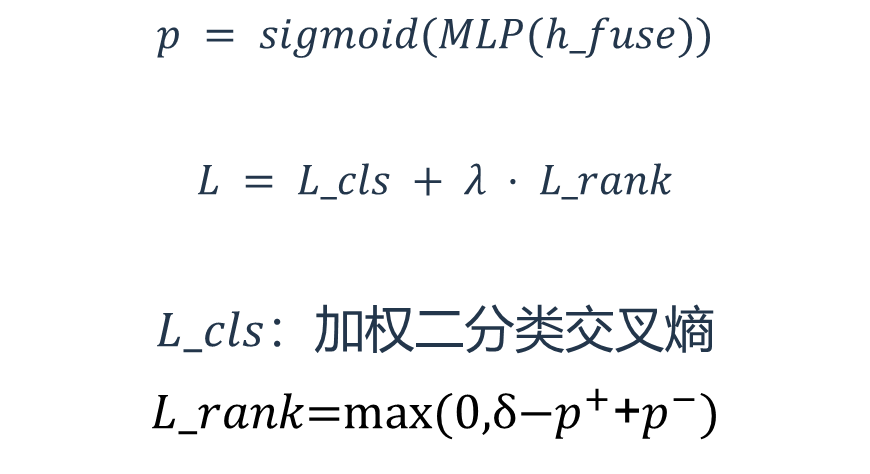 p = sigmoid(MLP(h_fuse))
L = L_cls + λ · L_rank
L_cls：加权二分类交叉熵
L_rank=max(0,δ−p⁺+p⁻)